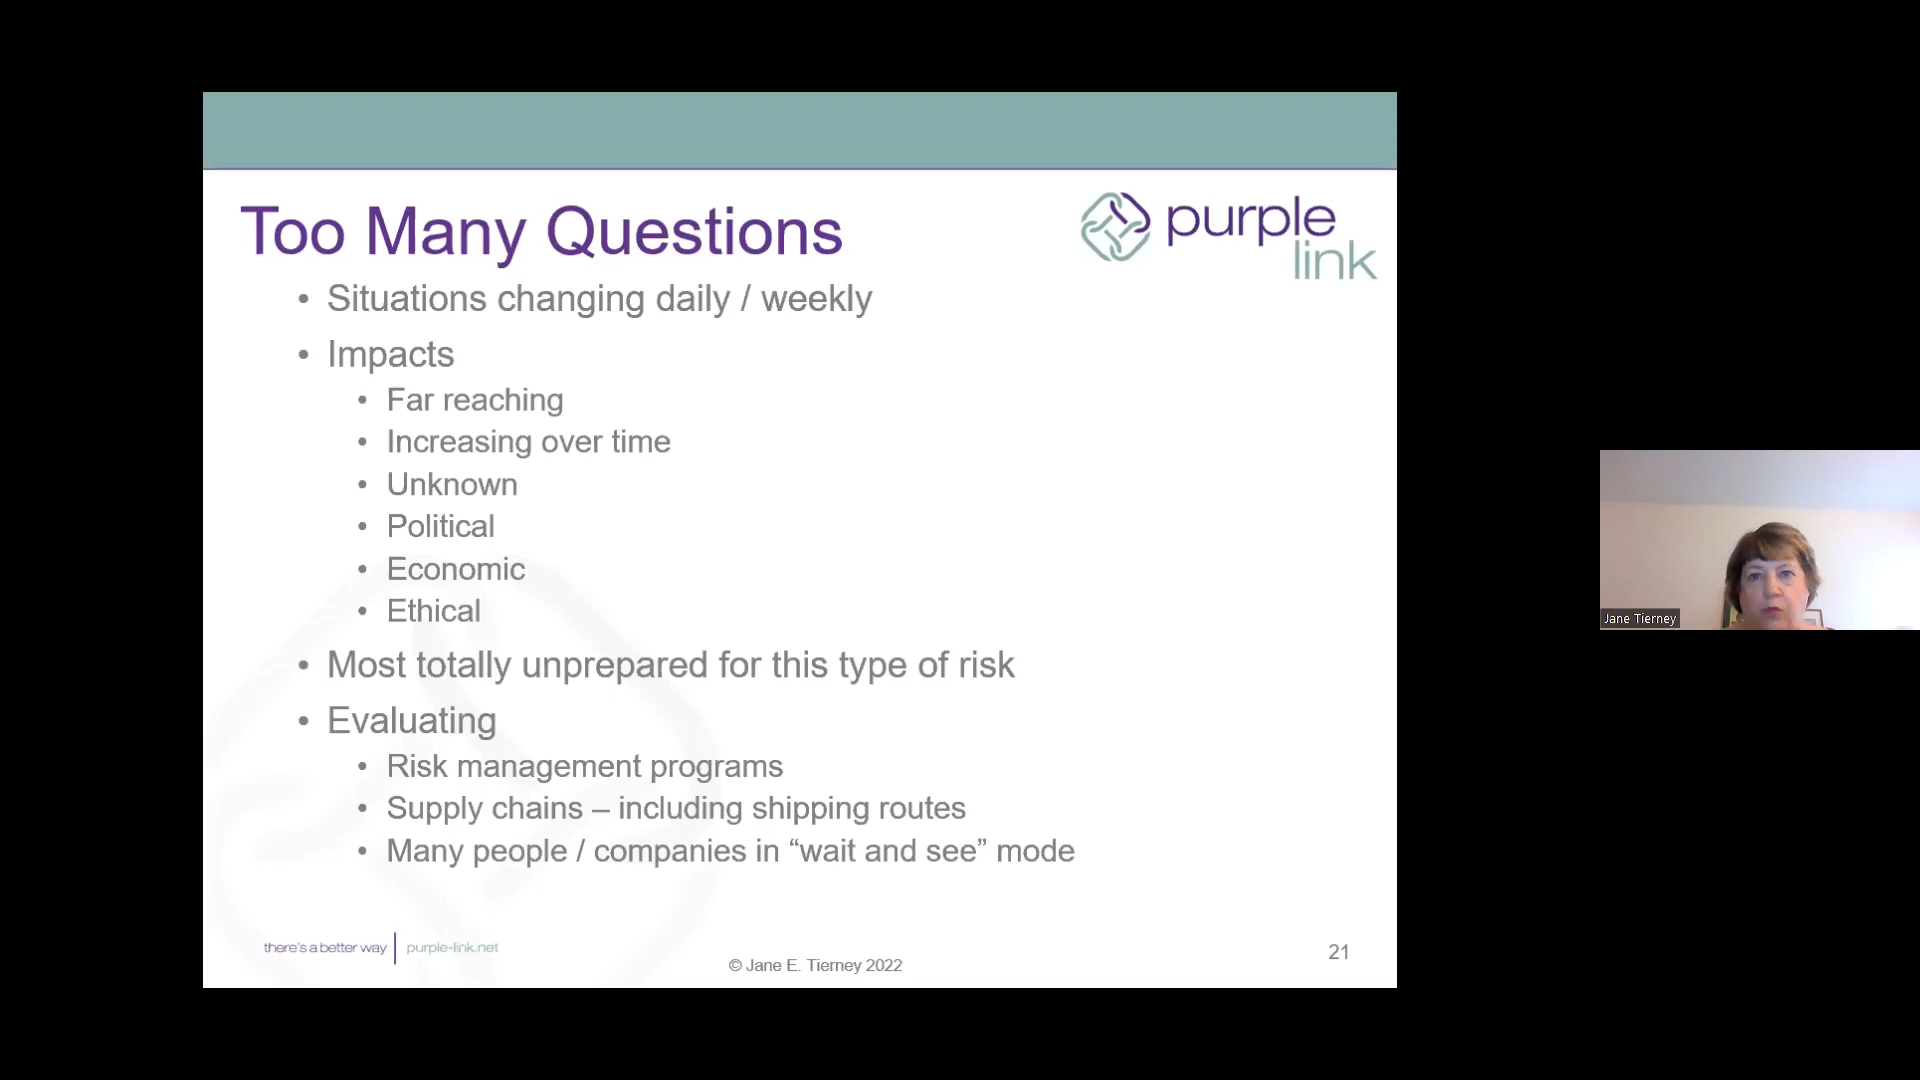 Too Many Questions
purple
link
• Situations changing daily / weekly
• Impacts
• Far reaching
• Increasing over time
• Unknown
• Political
• Economic
• Ethical
• Most totally unprepared for this type of risk
• Evaluating
• Risk management programs
• Supply chains – including shipping routes
• Many people / companies in “wait and see” mode
there's a better way | purple-link.net
© Jane E. Tierney 2022
21
Jane Tierney